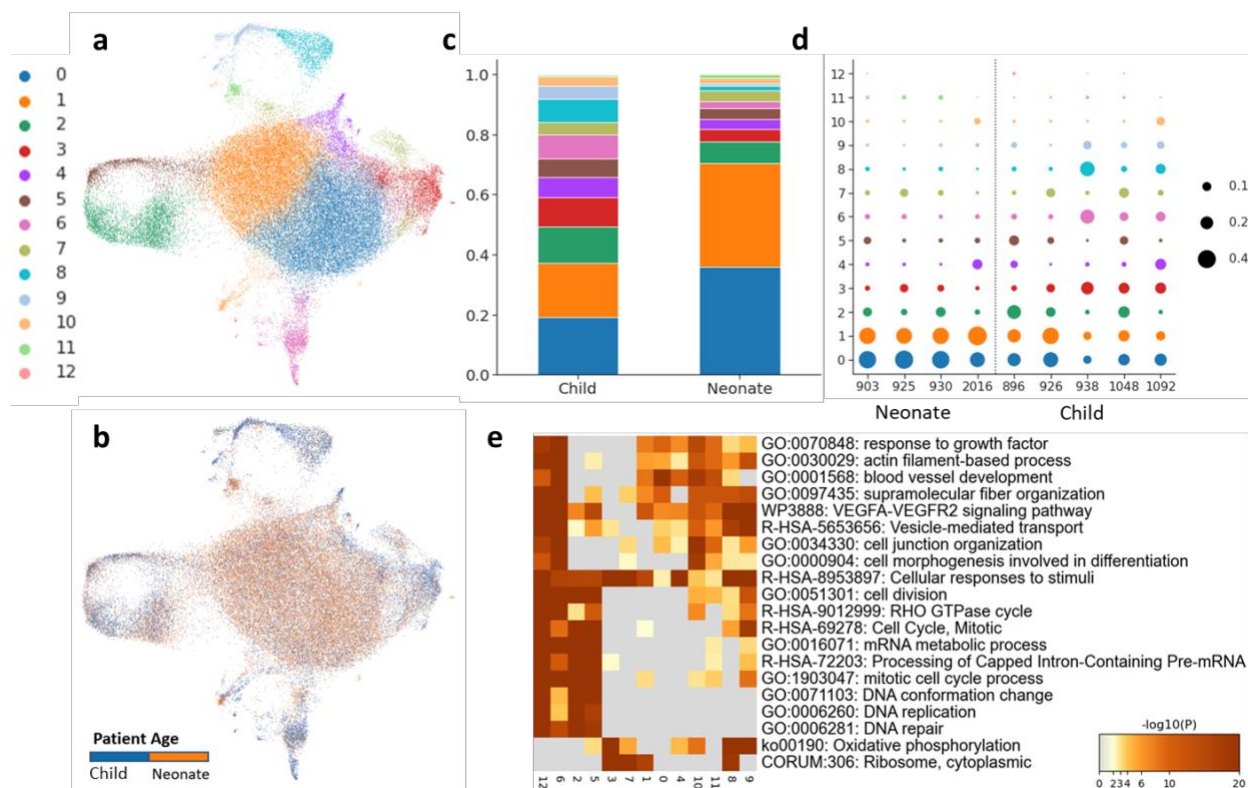 a
0
1
2
3
4
5
6
7
8
9
10
11
12
b
Patient Age
Child Neonate
c
1.0
0.8
0.6
0.4
0.2
0.0
Child Neonate
d
12
11
10
9
8
7
6
5
4
3
2
1
0
903 925 930 2016 896 926 938 1048 1092
Neonate Child
0.1
0.2
0.4
e
GO:0070848: response to growth factor
GO:0030029: actin filament-based process
GO:0001568: blood vessel development
GO:0097435: supramolecular fiber organization
WP3888: VEGFA-VEGFR2 signaling pathway
R-HSA-5653656: Vesicle-mediated transport
GO:0034330: cell junction organization
GO:0000904: cell morphogenesis involved in differentiation
R-HSA-8953897: Cellular responses to stimuli
GO:0051301: cell division
R-HSA-9012999: RHO GTPase cycle
R-HSA-69278: Cell Cycle, Mitotic
GO:0016071: mRNA metabolic process
R-HSA-72203: Processing of Capped Intron-Containing Pre-mRNA
GO:1903047: mitotic cell cycle process
GO:0071103: DNA conformation change
GO:0006260: DNA replication
GO:0006281: DNA repair
ko00190: Oxidative phosphorylation
CORUM:306: Ribosome, cytoplasmic
12 6 2 5 3 7 1 0 4 10 11 8 9
-log10(P)
0 2 3 4 6 10 20